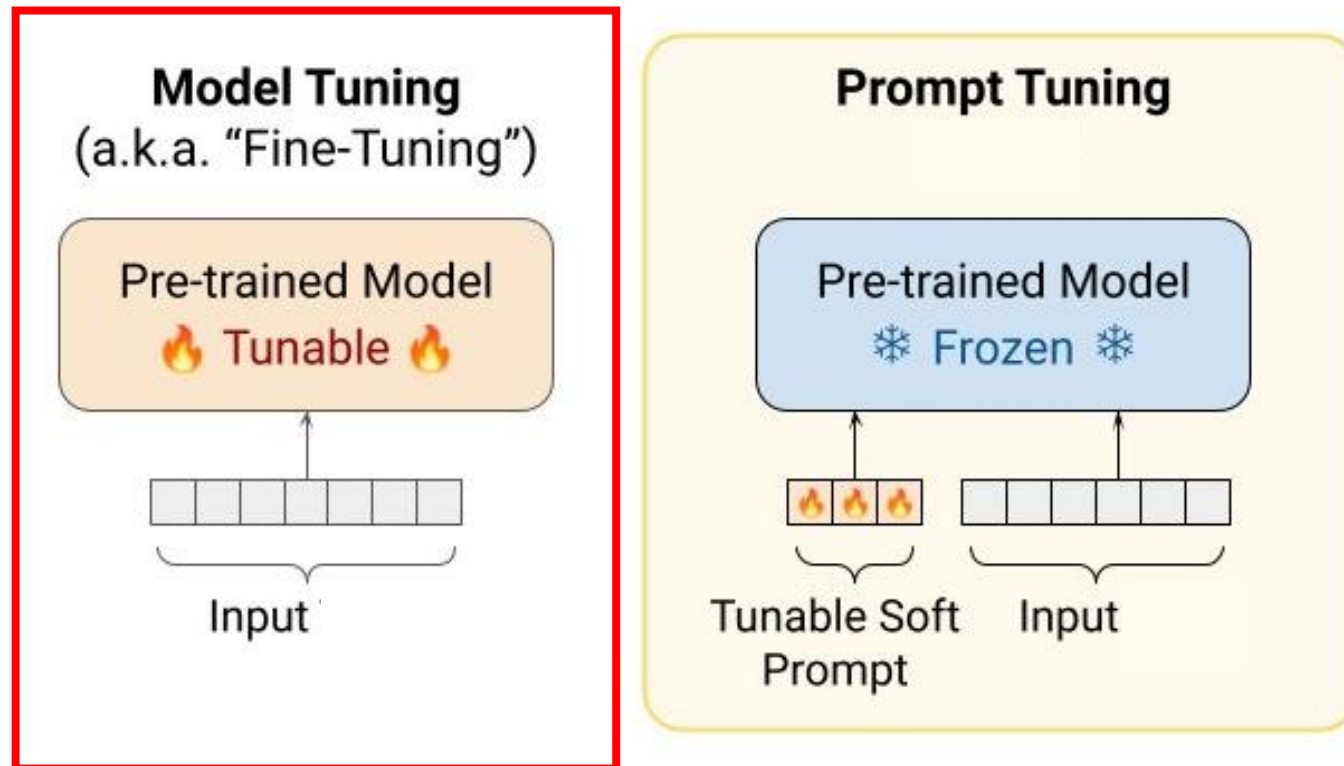 Model Tuning
(a.k.a. “Fine-Tuning”)
Pre-trained Model
🔥 Tunable 🔥
Input
Prompt Tuning
Pre-trained Model
❄ Frozen ❄
Tunable Soft
Prompt
Input